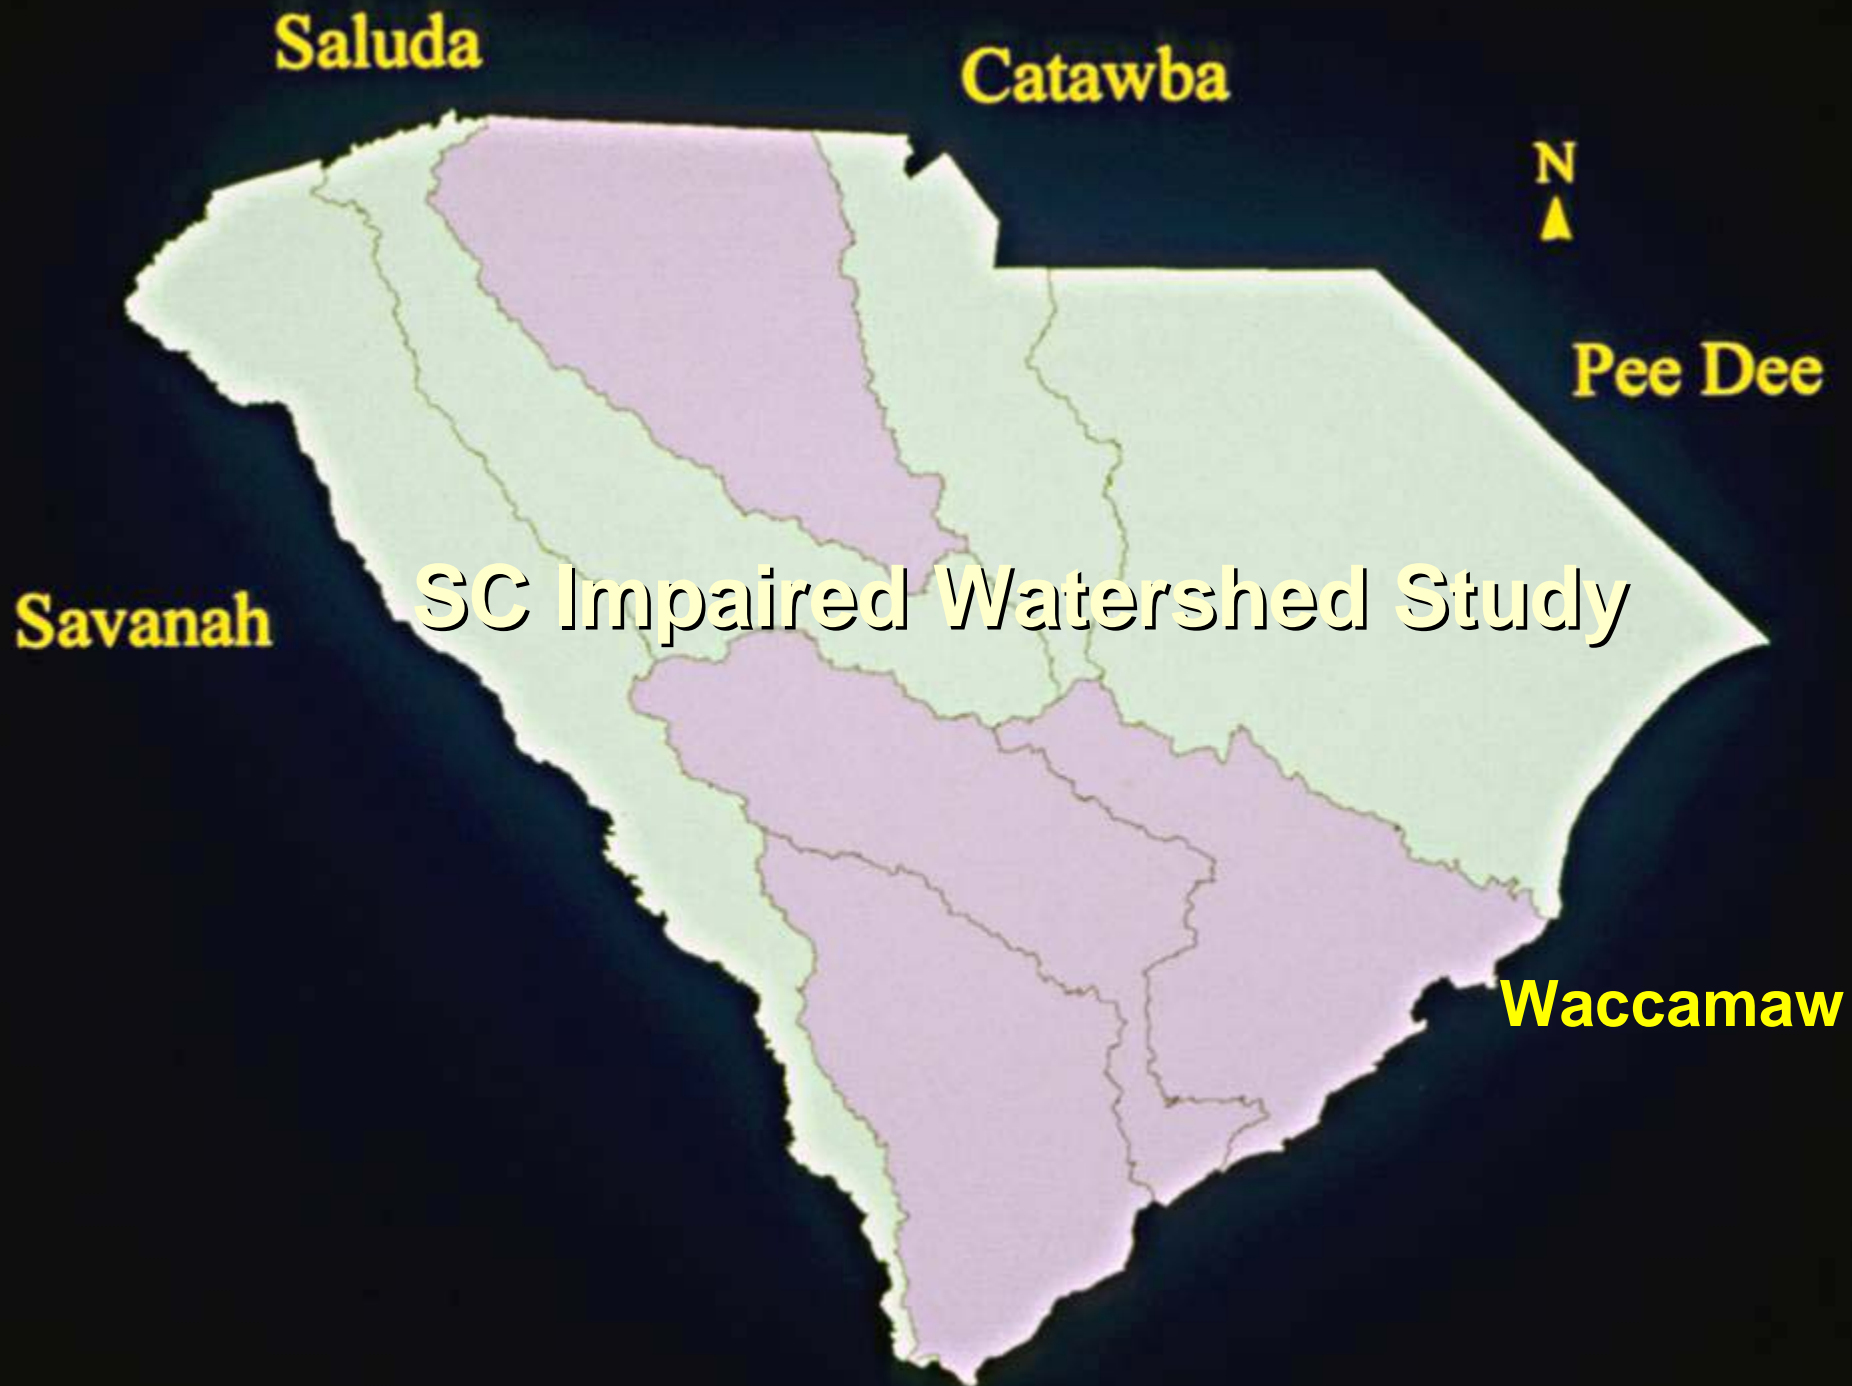 Saluda
Catawba
N
Pee Dee
SC Impaired Watershed Study
Savanah
Waccamaw